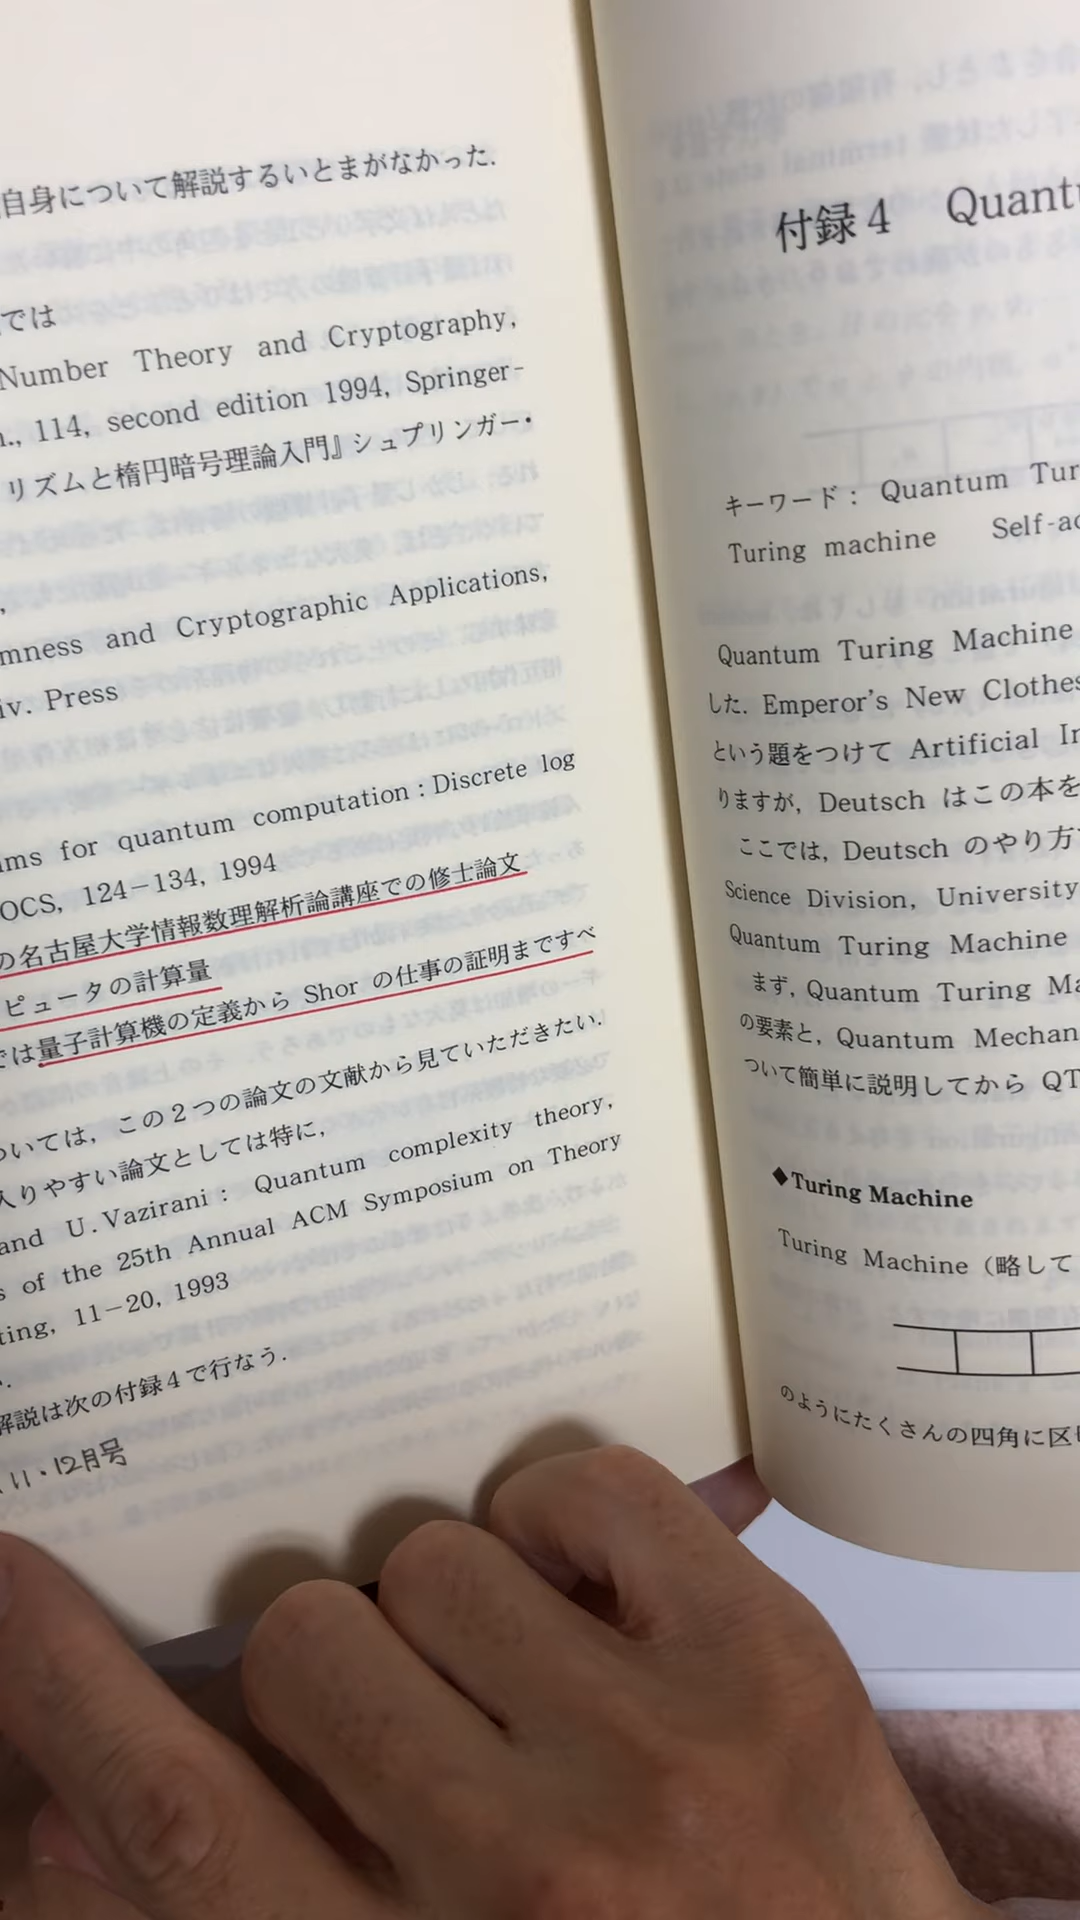 自身について解説するいとまがなかった.
では
Number Theory and Cryptography,
114, second edition 1994, Springer-
リズムと楕円暗号理論入門』シュプリンガー・
and Cryptographic Applications,
Press
for quantum computation : Discrete log
OCS, 124−134, 1994
の名古屋大学情報数理解析論講座での修士論文
ピュータの計算量
では量子計算機の定義から Shor の仕事の証明まですべ
ついては, この2つの論文の文献から見ていただきたい.
入りやすい論文としては特に,
and U. Vazirani : Quantum complexity theory,
of the 25th Annual ACM Symposium on Theory
11−20, 1993
解説は次の付録4で行なう.
11・12月号
付録4
キーワード : Quantum
Turing machine
Quantum Turing Machine
した. Emperor's New Clothes
という題をつけて Artificial
りますが, Deutsch はこの本を
ここでは, Deutsch のやり方
Science Division, University
Quantum Turing Machine
まず, Quantum Turing
の要素と, Quantum
ついて簡単に説明してから
◆Turing Machine
Turing Machine (略して
のようにたくさんの四角に区